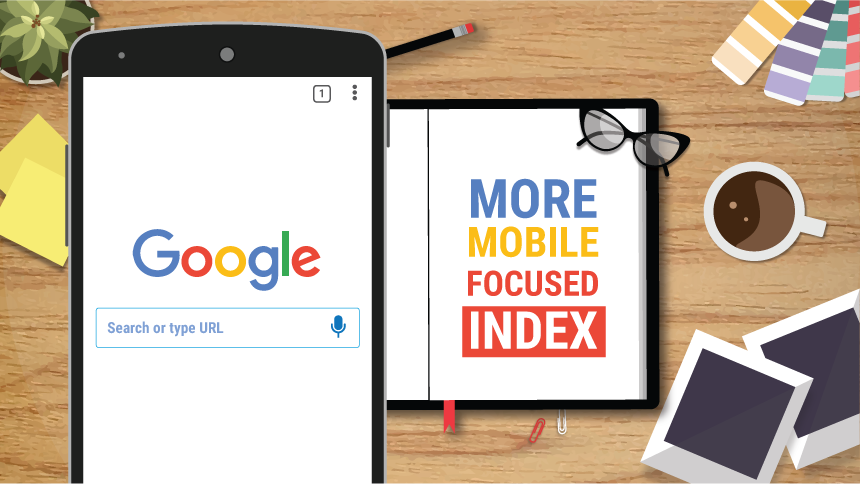 1
Google
Search or type URL
MORE
MOBILE
FOCUSED
INDEX